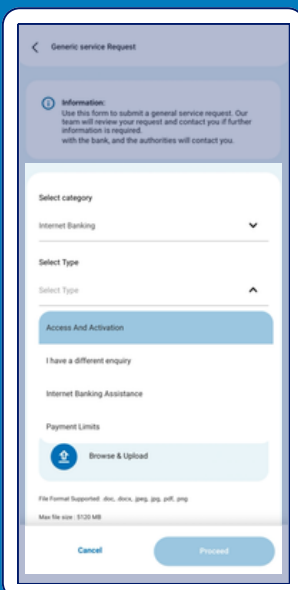 Generic service Request
Information:
Use this form to submit a general service request. Our
team will review your request and contact you if further
information is required.
with the bank, and the authorities will contact you.
Select category
Internet Banking
Select Type
Select Type
Access And Activation
I have a different enquiry
Internet Banking Assistance
Payment Limits
Browse & Upload
File Format Supported .doc, docx, jpeg, jpg, pdf, png
Max file size : 5120 MB
Cancel
Proceed